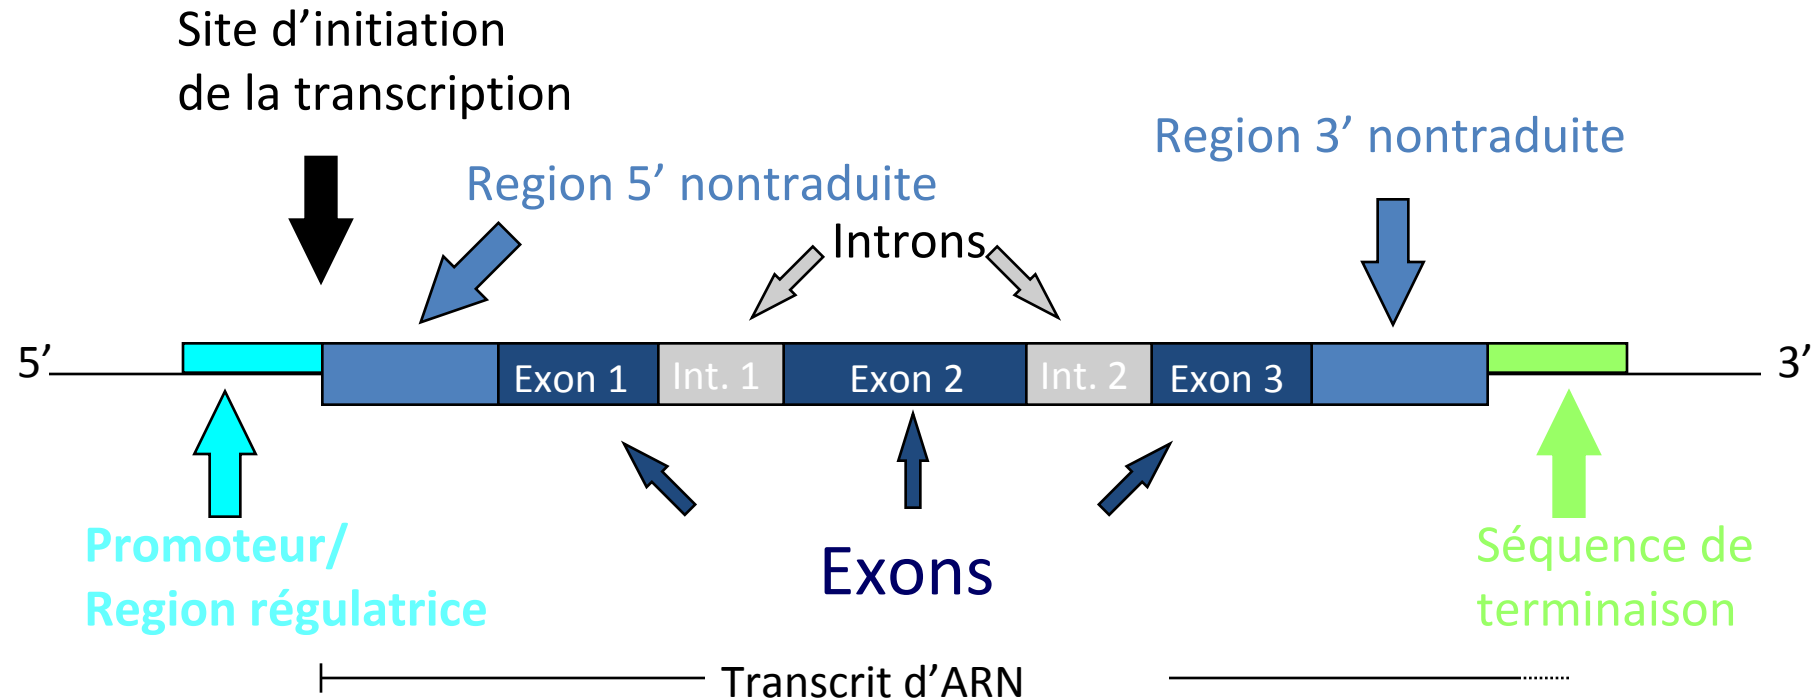 Site d’initiation
de la transcription
Region 3’ nontraduite
Region 5’ nontraduite
Introns
5’
Exon 1
Int. 1
Exon 2
Int. 2
Exon 3
3’
Promoteur/
Region régulatrice
Exons
Séquence de
terminaison
Transcrit d’ARN